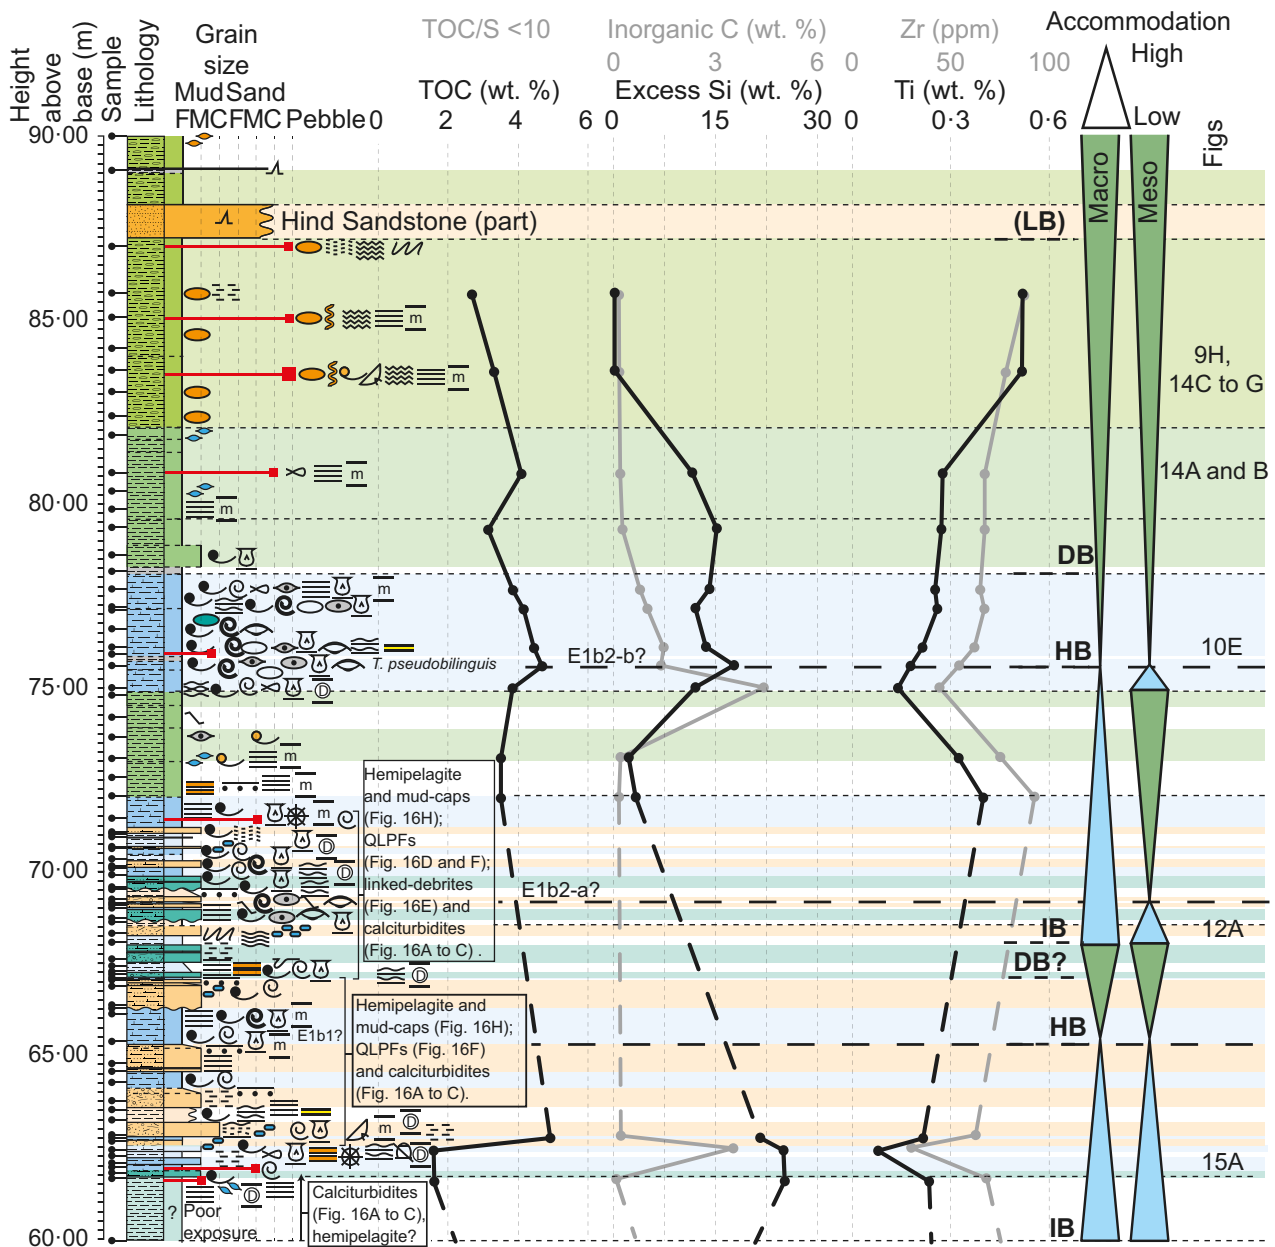 Height above base (m)
Sample
Lithology
Grain size
Mud Sand
FMCFMC Pebble
TOC/S <10
TOC (wt. %)
0 2 4 6
Inorganic C (wt. %)
0 3 6
Excess Si (wt. %)
0 15 30
Zr (ppm)
0 50 100
Ti (wt. %)
0 0·3 0·6
Accommodation
High
Low
Figs
Macro
Meso
90·00
Hind Sandstone (part)
(LB)
85·00
m
m
9H,
14C to G
14A and B
m
80·00
m
DB
m
E1b2-b?
HB
10E
T. pseudobilinguis
75·00
D
m
m
Hemipelagite
and mud-caps
(Fig. 16H);
QLPFs
(Fig. 16D and F);
linked-debrites
(Fig. 16E) and
calciturbidites
(Fig. 16A to C) .
m
D
70·00
D
E1b2-a?
IB
12A
DB?
D
E1b1?
m
m
Hemipelagite and
mud-caps (Fig. 16H);
QLPFs (Fig. 16F)
and calciturbidites
(Fig. 16A to C).
HB
65·00
m
D
D
15A
D
?
Poor
exposure
Calciturbidites
(Fig. 16A to C),
hemipelagite?
IB
60·00